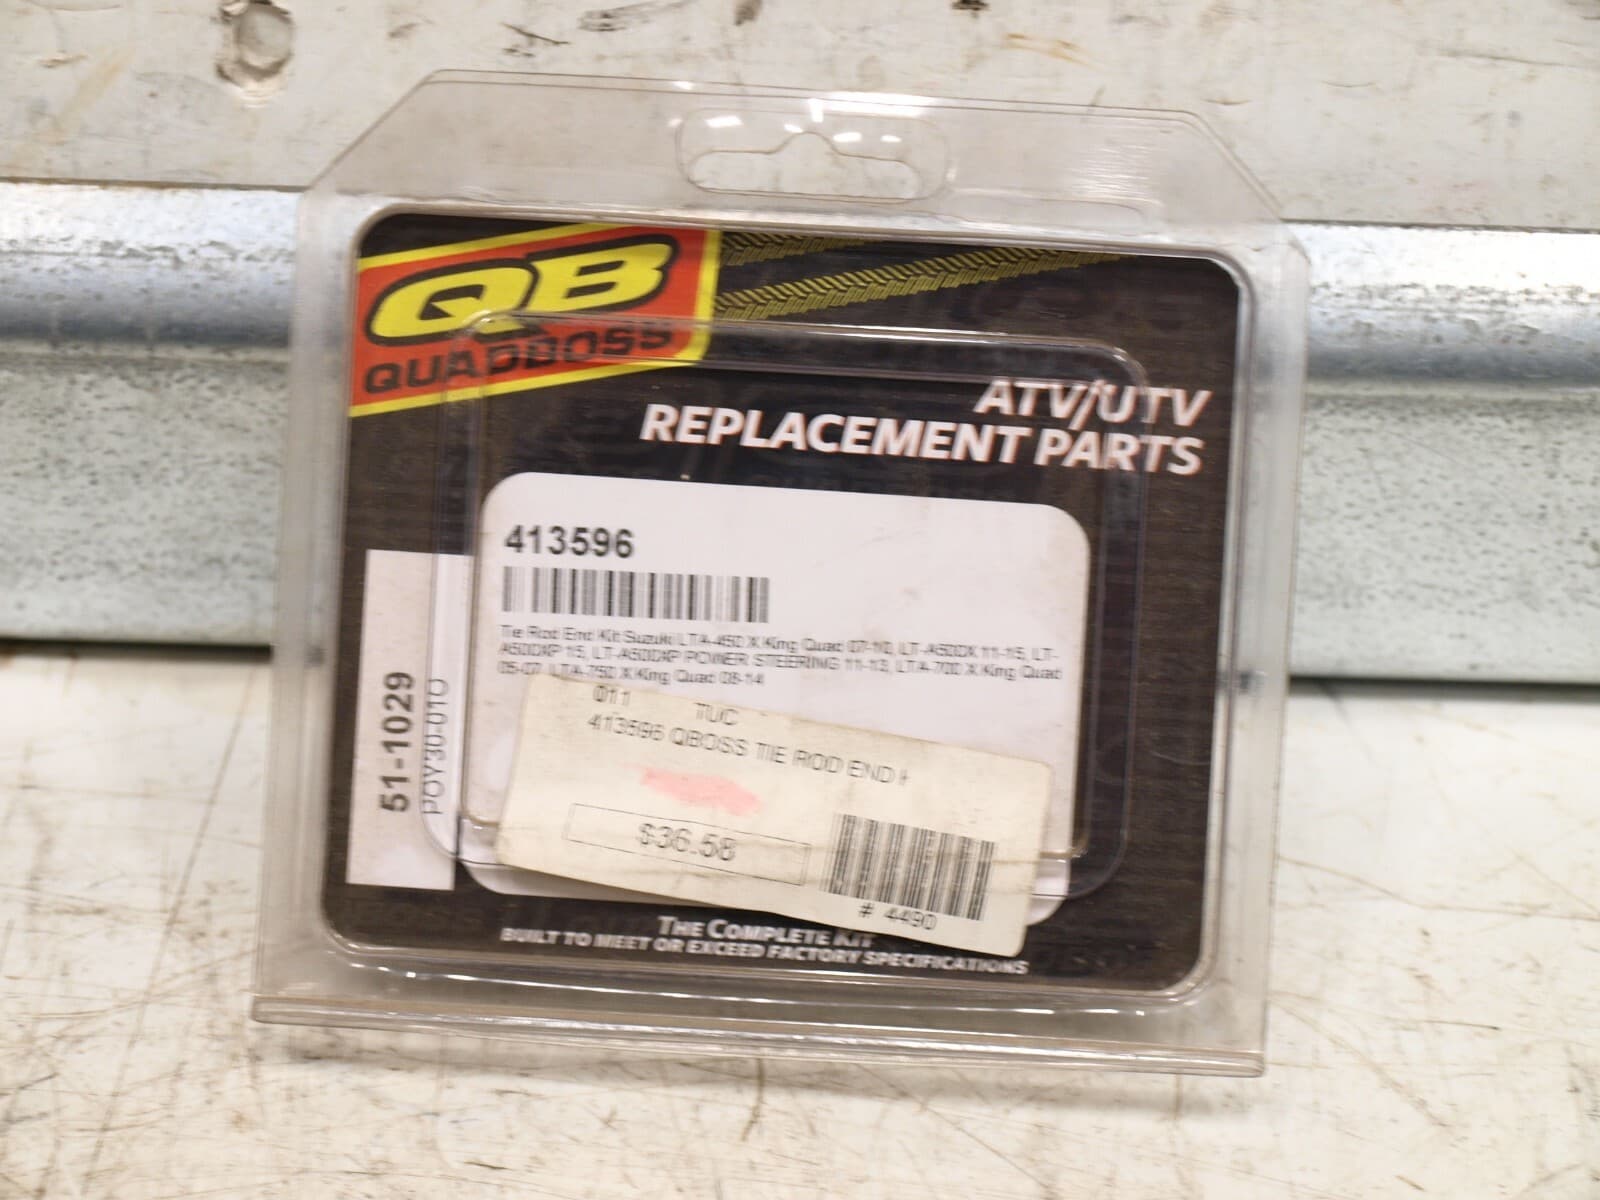 QB
QUADBOSS
ATV/UTV
REPLACEMENT PARTS
413596
Tie Rod End Kit Suzuki LTA-450 X King Quad 07-10, LT-A500X 11-15, LT-
A500XP 15, LT-A500XP POWER STEERING 11-13, LTA-700 X King Quad
05-07, LTA-750 X King Quad 08-14
51-1029
POY30-01O
011 TUC
413596 QBOSS TIE ROD END
$36.58
# 4490
THE COMPLETE KIT
BUILT TO MEET OR EXCEED FACTORY SPECIFICATIONS